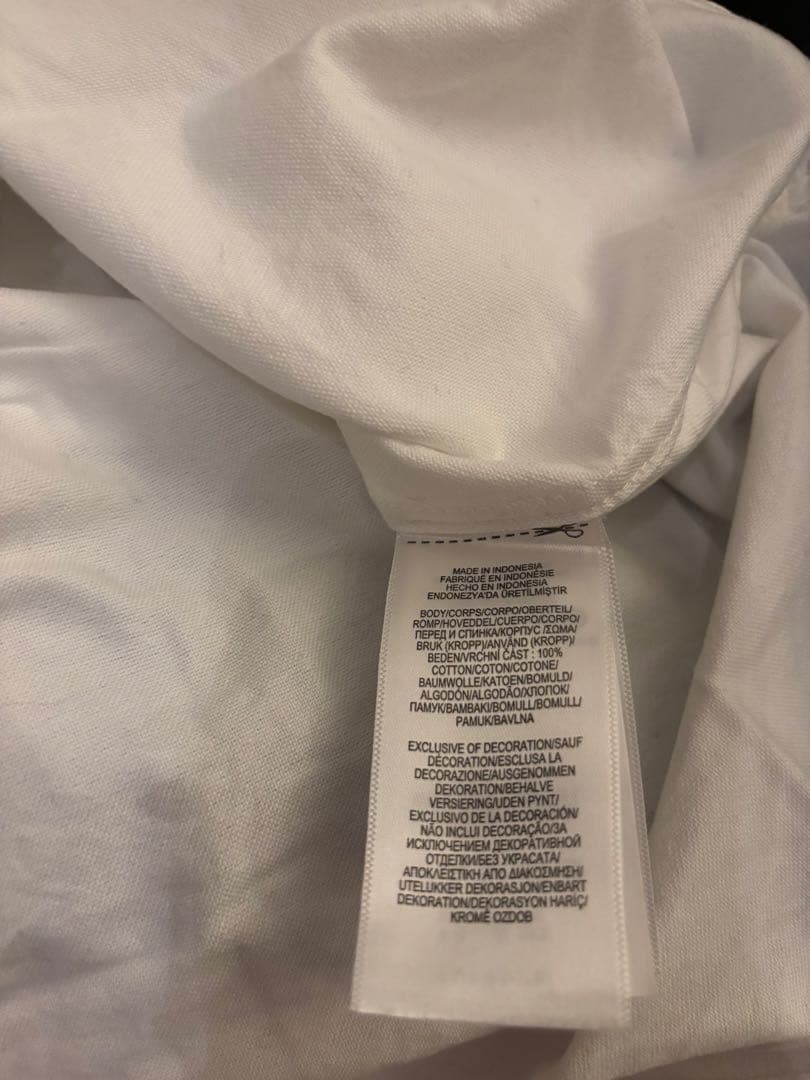 MADE IN INDONESIA
FABRIQUÉ EN INDONÉSIE
HECHO EN INDONESIA
ENDONEZYA'DA ÜRETİLMİŞTİR
BODY/CORPS/CORPO/OBERTEIL/
ROMP/HOVEDDEL/CUERPO/CORPO/
ПЕРЕД И СПИНКА/КОРПУС /ΣΩΜΑ/
BRUK (KROPP)/ANVÄND (KROPP)/
BEDEN/VRCHNÍ ČÁST : 100%
COTTON/COTON/COTONE/
BAUMWOLLE/KATOEN/BOMULD/
ALGODÓN/ALGODÃO/ХЛОПОК/
ПАМУК/ΒΑΜΒΑΚΙ/BOMULL/BOMULL/
PAMUK/BAVLNA
EXCLUSIVE OF DECORATION/SAUF
DÉCORATION/ESCLUSA LA
DECORAZIONE/AUSGENOMMEN
DEKORATION/BEHALVE
VERSIERING/UDEN PYNT/
EXCLUSIVO DE LA DECORACIÓN/
NÃO INCLUI DECORAÇÃO/ЗА
ИСКЛЮЧЕНИЕМ ДЕКОРАТИВНОЙ
ОТДЕЛКИ/БЕЗ УКРАСАТА/
ΑΠΟΚΛΕΙΣΤΙΚΗ ΑΠΟ ΔΙΑΚΟΣΜΗΣΗ/
UTELUKKER DEKORASJON/ENBART
DEKORATION/DEKORASYON HARİÇ/
KROMĚ OZDOB